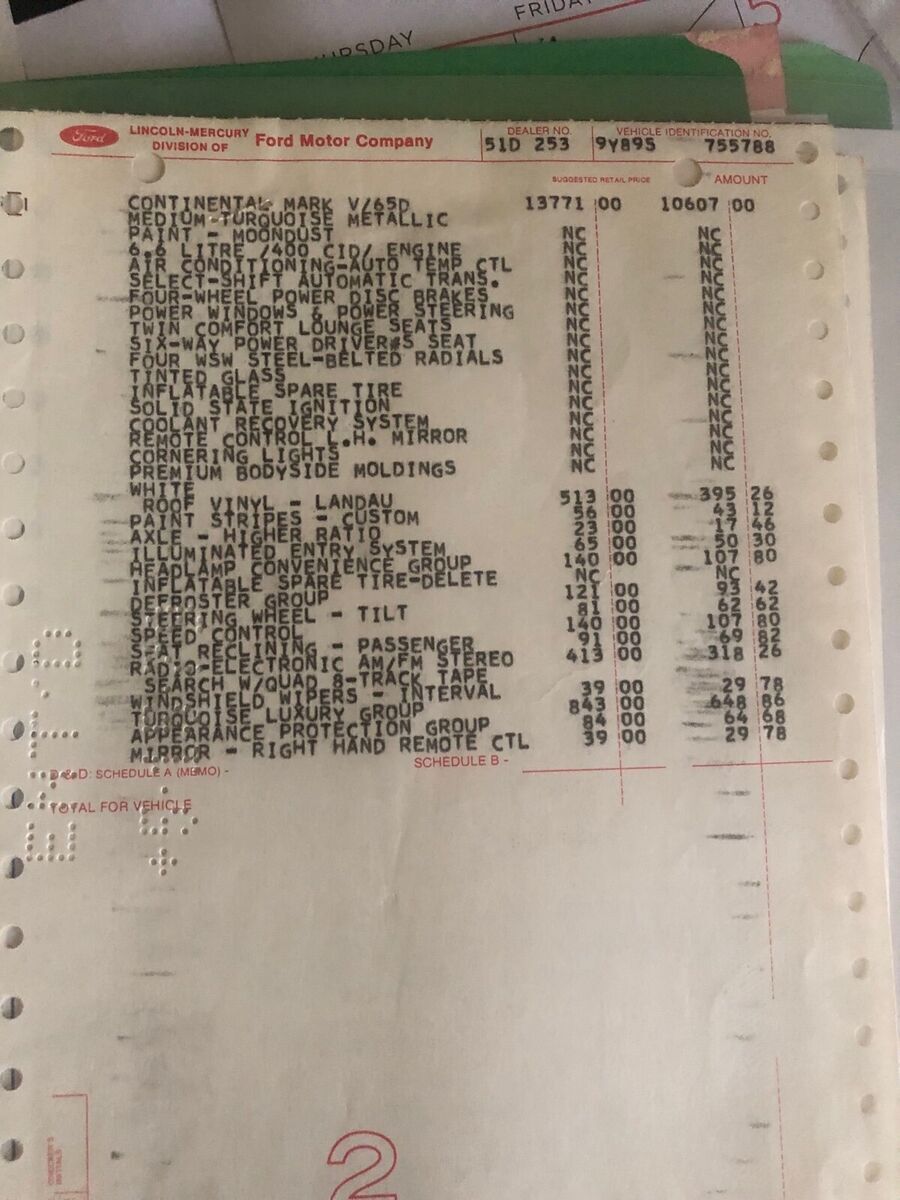 FRIDAY
5
URSDAY
Ford
LINCOLN-MERCURY
DIVISION OF
Ford Motor Company
DEALER NO.
51D 253
VEHICLE IDENTIFICATION NO.
9Y89S 755788
SUGGESTED RETAIL PRICE AMOUNT
CONTINENTAL MARK V/65D 13771 00 10607 00
MEDIUM-TURQUOISE METALLIC
PAINT - MOONDUST NC NC
6.6 LITRE /400 CID/ ENGINE NC NC
AIR CONDITIONING-AUTO TEMP CTL NC NC
SELECT-SHIFT AUTOMATIC TRANS. NC NC
FOUR-WHEEL POWER DISC BRAKES NC NC
POWER WINDOWS & POWER STEERING NC NC
TWIN COMFORT LOUNGE SEATS NC NC
SIX-WAY POWER DRIVER#S SEAT NC NC
FOUR WSW STEEL-BELTED RADIALS NC NC
TINTED GLASS NC NC
INFLATABLE SPARE TIRE NC NC
SOLID STATE IGNITION NC NC
COOLANT RECOVERY SYSTEM NC NC
REMOTE CONTROL L.H. MIRROR NC NC
CORNERING LIGHTS NC NC
PREMIUM BODYSIDE MOLDINGS NC NC
WHITE
ROOF VINYL - LANDAU 513 00 395 26
PAINT STRIPES - CUSTOM 56 00 43 12
AXLE - HIGHER RATIO 23 00 17 46
ILLUMINATED ENTRY SYSTEM 65 00 50 30
HEADLAMP CONVENIENCE GROUP 140 00 107 80
INFLATABLE SPARE TIRE-DELETE NC NC
DEFROSTER GROUP 121 00 93 42
STEERING WHEEL - TILT 81 00 62 62
SPEED CONTROL 140 00 107 80
SEAT RECLINING - PASSENGER 91 00 69 82
RADIO-ELECTRONIC AM/FM STEREO 413 00 318 26
SEARCH W/QUAD 8-TRACK TAPE
WINDSHIELD WIPERS - INTERVAL 39 00 29 78
TURQUOISE LUXURY GROUP 843 00 648 86
APPEARANCE PROTECTION GROUP 84 00 64 68
MIRROR - RIGHT HAND REMOTE CTL 39 00 29 78
D & D: SCHEDULE A (MEMO) - SCHEDULE B -
TOTAL FOR VEHICLE
2